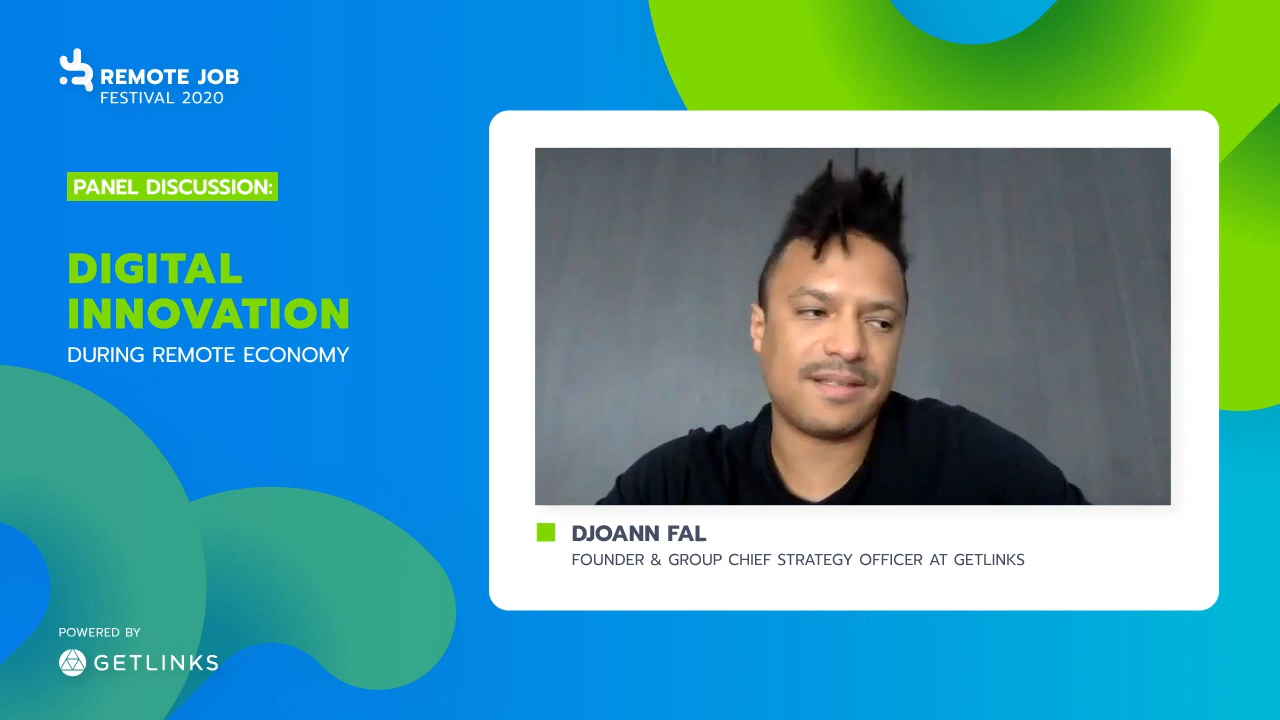 REMOTE JOB
FESTIVAL 2020
PANEL DISCUSSION:
DIGITAL
INNOVATION
DURING REMOTE ECONOMY
DJOANN FAL
FOUNDER & GROUP CHIEF STRATEGY OFFICER AT GETLINKS
POWERED BY
GETLINKS